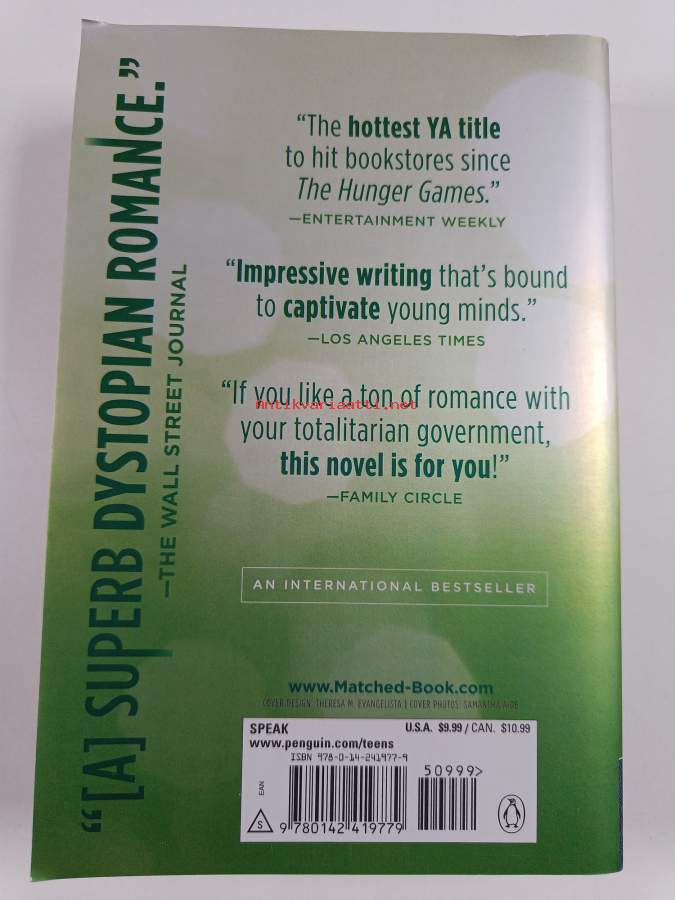 “[A] SUPERB DYSTOPIAN ROMANCE.”
—THE WALL STREET JOURNAL
“The hottest YA title
to hit bookstores since
The Hunger Games.”
—ENTERTAINMENT WEEKLY
“Impressive writing that’s bound
to captivate young minds.”
—LOS ANGELES TIMES
“If you like a ton of romance with
antikvariaatti.net
your totalitarian government,
this novel is for you!”
—FAMILY CIRCLE
AN INTERNATIONAL BESTSELLER
www.Matched-Book.com
COVER DESIGN: THERESA M. EVANGELISTA | COVER PHOTOS: SAMANTHA AIDE
SPEAK U.S.A. $9.99 / CAN. $10.99
www.penguin.com/teens
ISBN 978-0-14-241977-9
50999>
EAN
S
9 780142 419779